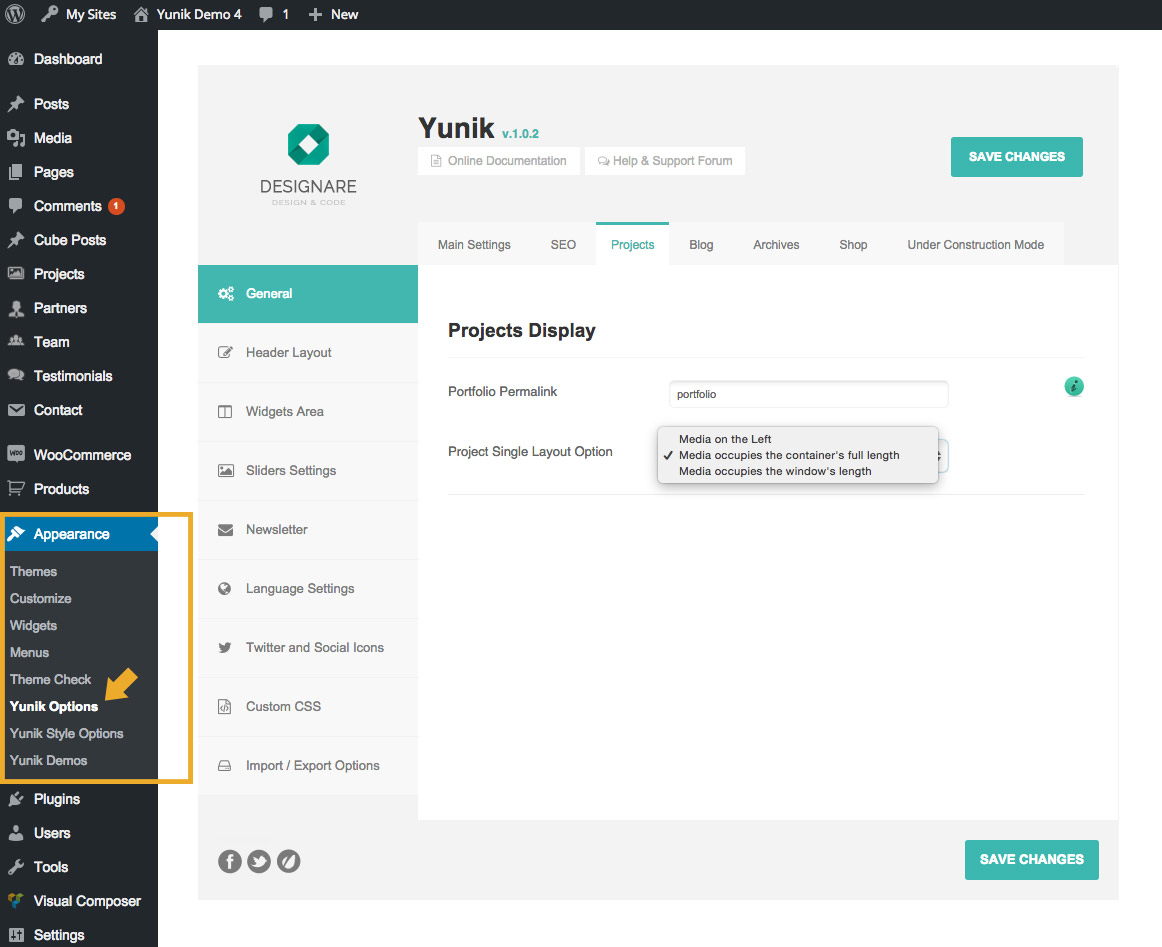 My Sites
Yunik Demo 4
1
New
Dashboard
Posts
Media
Pages
Comments 1
Cube Posts
Projects
Partners
Team
Testimonials
Contact
WooCommerce
Products
Appearance
Themes
Customize
Widgets
Menus
Theme Check
Yunik Options
Yunik Style Options
Yunik Demos
Plugins
Users
Tools
Visual Composer
Settings
DESIGNARE
DESIGN & CODE
Yunik v.1.0.2
Online Documentation
Help & Support Forum
SAVE CHANGES
Main Settings
SEO
Projects
Blog
Archives
Shop
Under Construction Mode
General
Header Layout
Widgets Area
Sliders Settings
Newsletter
Language Settings
Twitter and Social Icons
Custom CSS
Import / Export Options
Projects Display
Portfolio Permalink
portfolio
Project Single Layout Option
Media on the Left
✓ Media occupies the container's full length
Media occupies the window's length
SAVE CHANGES